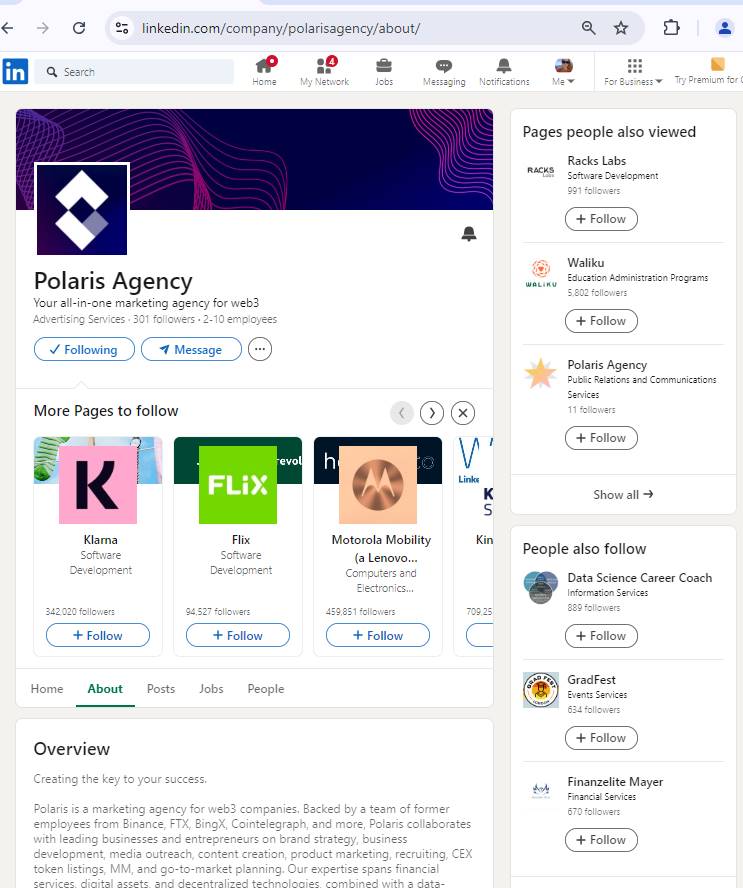 linkedin.com/company/polarisagency/about/
in
Search
Home
4
My Network
Jobs
Messaging
Notifications
Me
For Business
Try Premium for
Polaris Agency
Your all-in-one marketing agency for web3
Advertising Services · 301 followers · 2-10 employees
Following
Message
More Pages to follow
K
Klarna
Software
Development
342,020 followers
+ Follow
FLiX
Flix
Software
Development
94,527 followers
+ Follow
Motorola Mobility
(a Lenovo...
Computers and
Electronics...
459,851 followers
+ Follow
Home
About
Posts
Jobs
People
Overview
Creating the key to your success.
Polaris is a marketing agency for web3 companies. Backed by a team of former
employees from Binance, FTX, BingX, Cointelegraph, and more, Polaris collaborates
with leading businesses and entrepreneurs on brand strategy, business
development, media outreach, content creation, product marketing, recruiting, CEX
token listings, MM, and go-to-market planning. Our expertise spans financial
services, digital assets, and decentralized technologies, combined with a data-
Pages people also viewed
RACKS
Labs
Racks Labs
Software Development
991 followers
+ Follow
WALIKU
Waliku
Education Administration Programs
5,802 followers
+ Follow
Polaris Agency
Public Relations and Communications
Services
11 followers
+ Follow
Show all →
People also follow
Data Science Career Coach
Information Services
889 followers
+ Follow
GRAD FEST
LONDON
GradFest
Events Services
634 followers
+ Follow
Finanzelite Mayer
Financial Services
670 followers
+ Follow